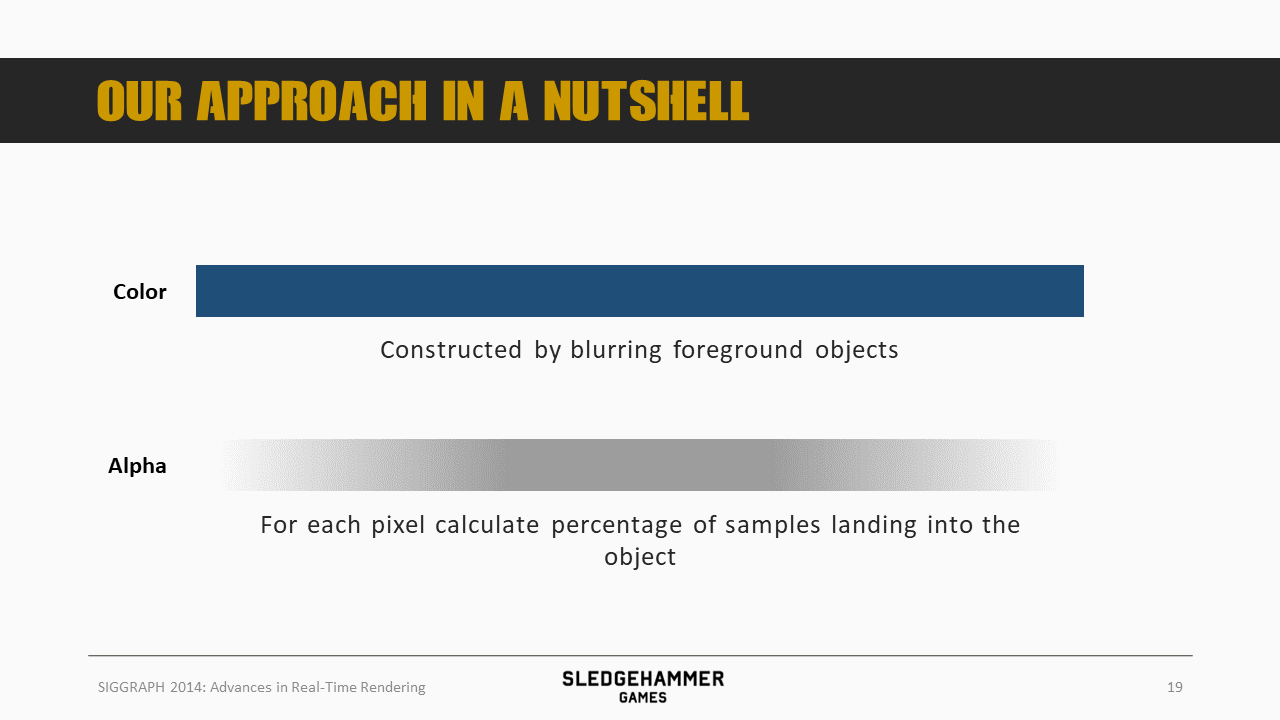 OUR APPROACH IN A NUTSHELL
Color
Constructed by blurring foreground objects
Alpha
For each pixel calculate percentage of samples landing into the
object
SIGGRAPH 2014: Advances in Real-Time Rendering
SLEDGEHAMMER
GAMES
19